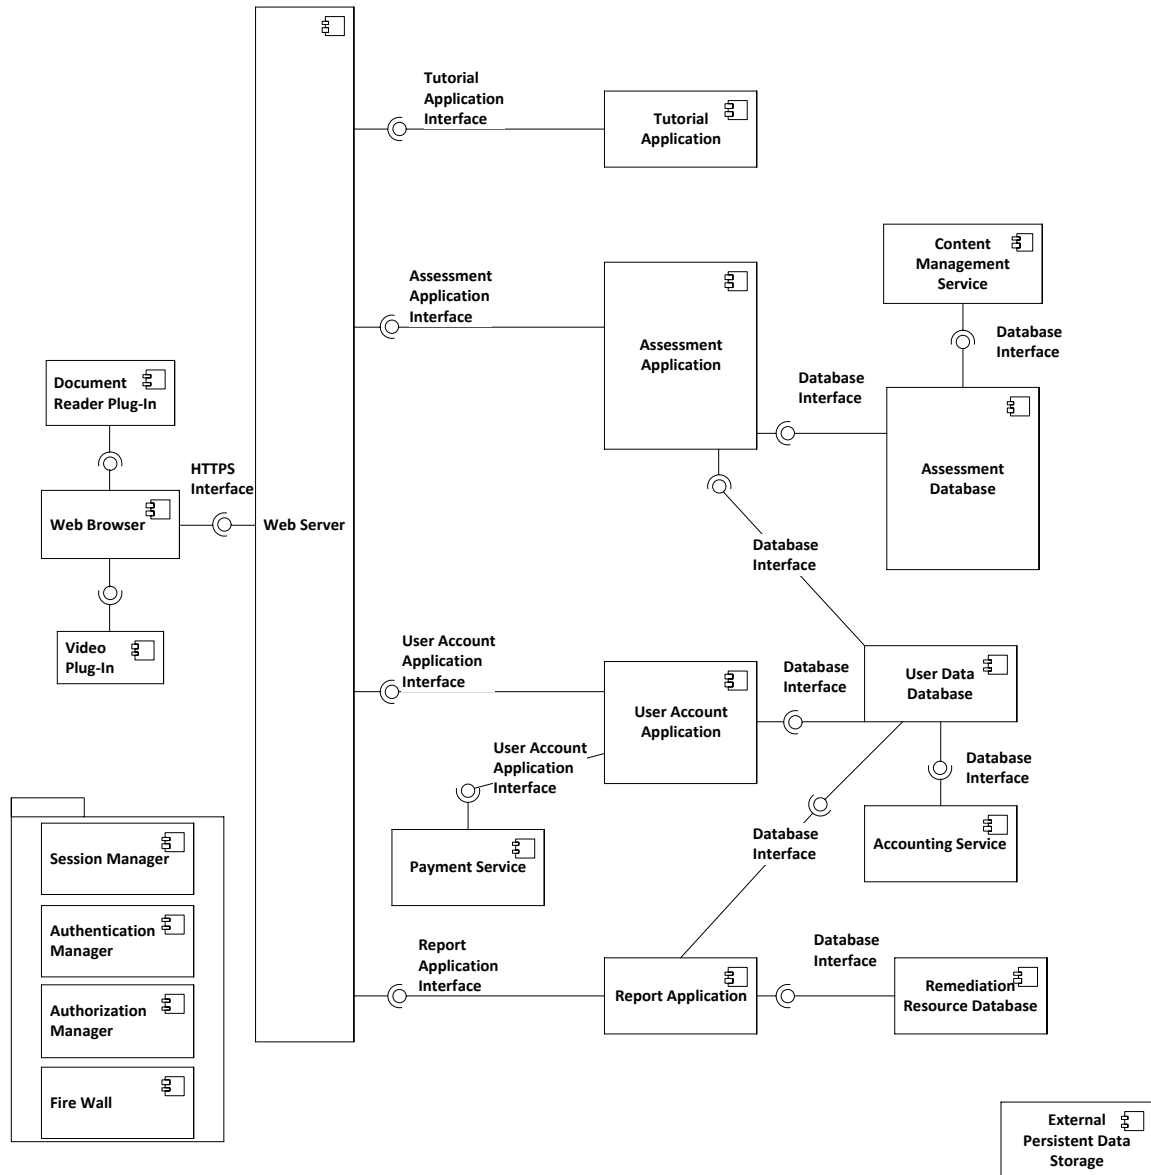 Tutorial
Application
Interface
Tutorial
Application
Content
Management
Service
Assessment
Application
Interface
Assessment
Application
Database
Interface
Database
Interface
Document
Reader Plug-In
HTTPS
Interface
Web Browser
Web Server
Assessment
Database
Database
Interface
Video
Plug-In
User Account
Application
Interface
User Account
Application
Database
Interface
User Data
Database
User Account
Application
Interface
Database
Interface
Payment Service
Database
Interface
Accounting Service
Session Manager
Authentication
Manager
Authorization
Manager
Fire Wall
Report
Application
Interface
Report Application
Database
Interface
Remediation
Resource Database
External
Persistent Data
Storage